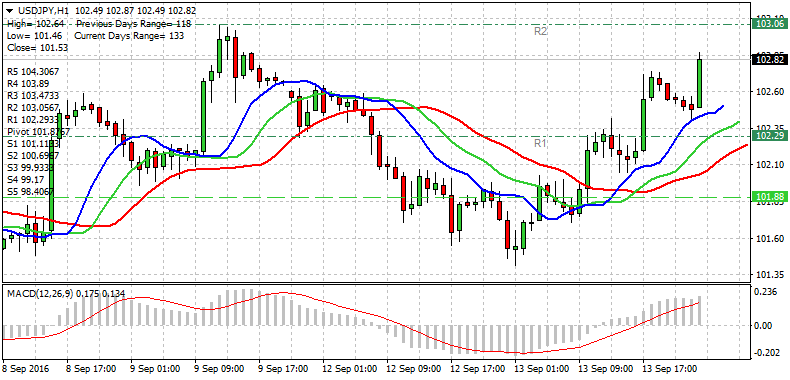 USDJPY,H1 102.49 102.87 102.49 102.82
High= 102.64 Previous Days Range= 118
Low= 101.46 Current Days Range= 133
Close= 101.53
R5 104.3067
R4 103.89
R3 103.4733
R2 103.0567
R1 102.2933
Pivot 101.8767
S1 101.1133
S2 100.6967
S3 99.9333
S4 99.17
S5 98.4067
R2
R1
103.06
102.82
102.60
102.35
102.29
102.10
101.88
101.60
101.35
MACD(12,26,9) 0.175 0.134
0.236
0.00
-0.202
8 Sep 2016
8 Sep 17:00
9 Sep 01:00
9 Sep 09:00
9 Sep 17:00
12 Sep 01:00
12 Sep 09:00
12 Sep 17:00
13 Sep 01:00
13 Sep 09:00
13 Sep 17:00